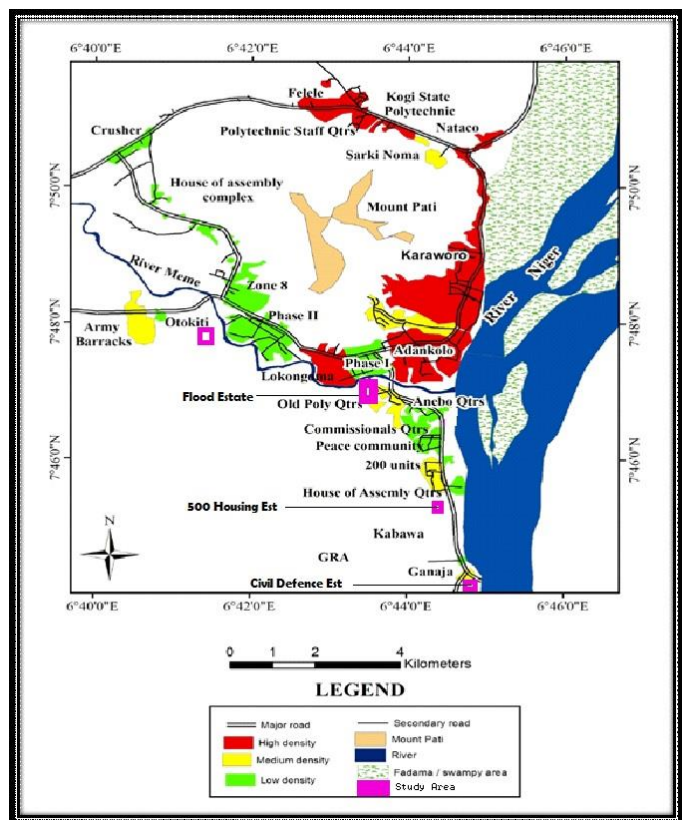 6°40'0"E 6°42'0"E 6°44'0"E 6°46'0"E
Felele
Kogi State
Polytechnic
Crusher
Polytechnic Staff Qtrs
Nataco
Sarki Noma
7°50'0"N
7°50'0"N
House of assembly
complex
Mount Pati
Karaworo
River Meme
River Niger
Zone 8
7°48'0"N
7°48'0"N
Army
Barracks
Otokiti
Phase II
Adankolo
Phase I
Lokongoma
Flood Estate
Old Poly Qtrs
Anebo Qtrs
Commissionals Qtrs
Peace community
7°46'0"N
7°46'0"N
200 units
House of Assemly Qtrs
500 Housing Est
Kabawa
N
GRA
Ganaja
Civil Defence Est
6°40'0"E 6°42'0"E 6°44'0"E 6°46'0"E
0 1 2 4
Kilometers
LEGEND
Major road
Secondary road
High density
Mount Pati
Medium density
River
Low density
Fadama / swampy area
Study Area